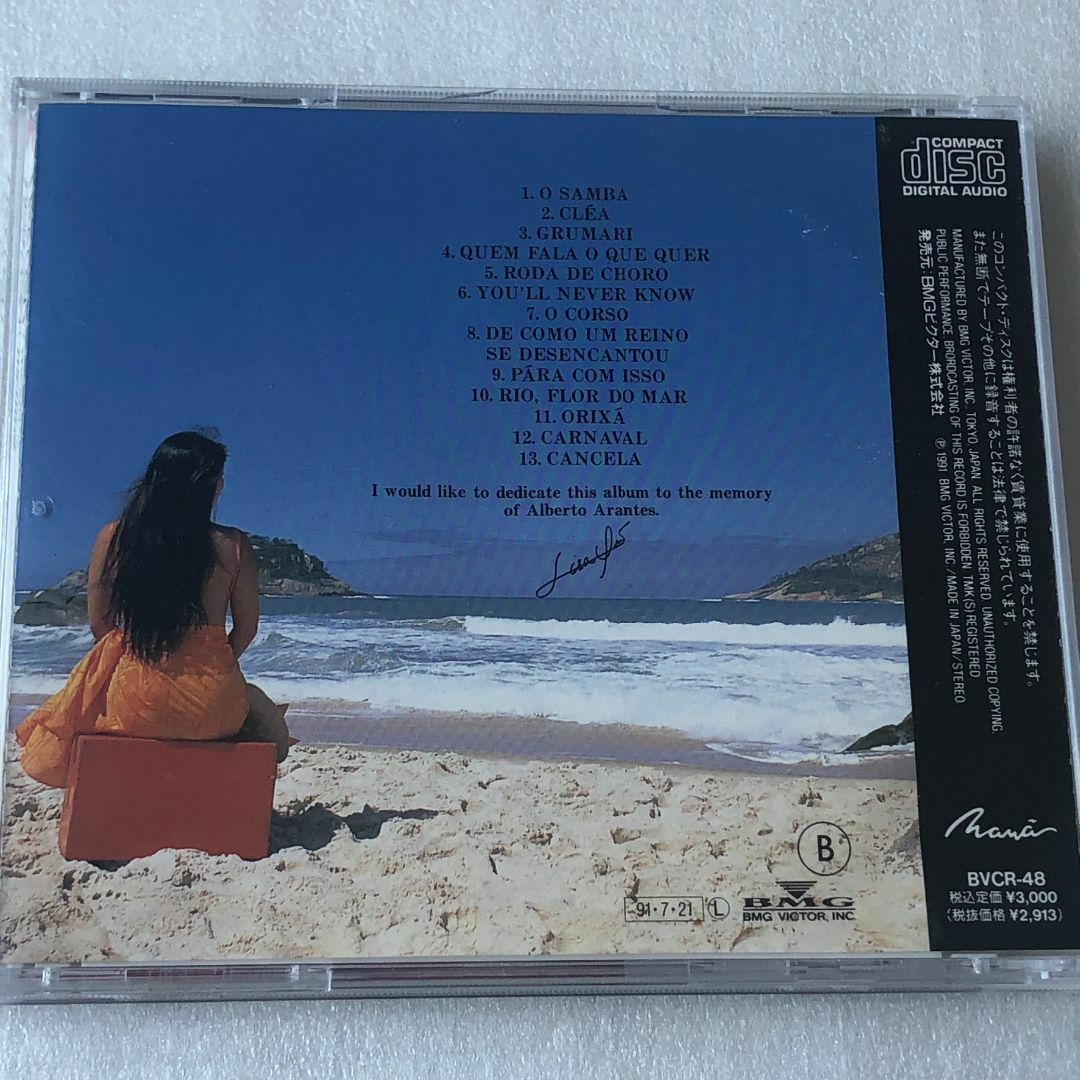 1. O SAMBA
2. CLÉA
3. GRUMARI
4. QUEM FALA O QUE QUER
5. RODA DE CHORO
6. YOU'LL NEVER KNOW
7. O CORSO
8. DE COMO UM REINO
SE DESENCANTOU
9. PÁRA COM ISSO
10. RIO, FLOR DO MAR
11. ORIXÁ
12. CARNAVAL
13. CANCELA
I would like to dedicate this album to the memory
of Alberto Arantes.
B
91·7·21
L
BMG
BMG VICTOR, INC.
COMPACT
disc
DIGITAL AUDIO
このコンパクト・ディスクは権利者の許諾なく賃貸業に使用することを禁じます。
また無断でテープその他に録音することは法律で禁じられています。
MANUFACTURED BY BMG VICTOR, INC., TOKYO, JAPAN. ALL RIGHTS RESERVED. UNAUTHORIZED COPYING.
PUBLIC PERFORMANCE. BRORDCASTING OF THIS RECORD IS FORBIDDEN. TMK(S) REGISTERED
発売元:BMGビクター株式会社 ℗ 1991 BMG VICTOR, INC./MADE IN JAPAN/STEREO.
Manã
BVCR-48
税込定価¥3,000
(税抜価格¥2,913)